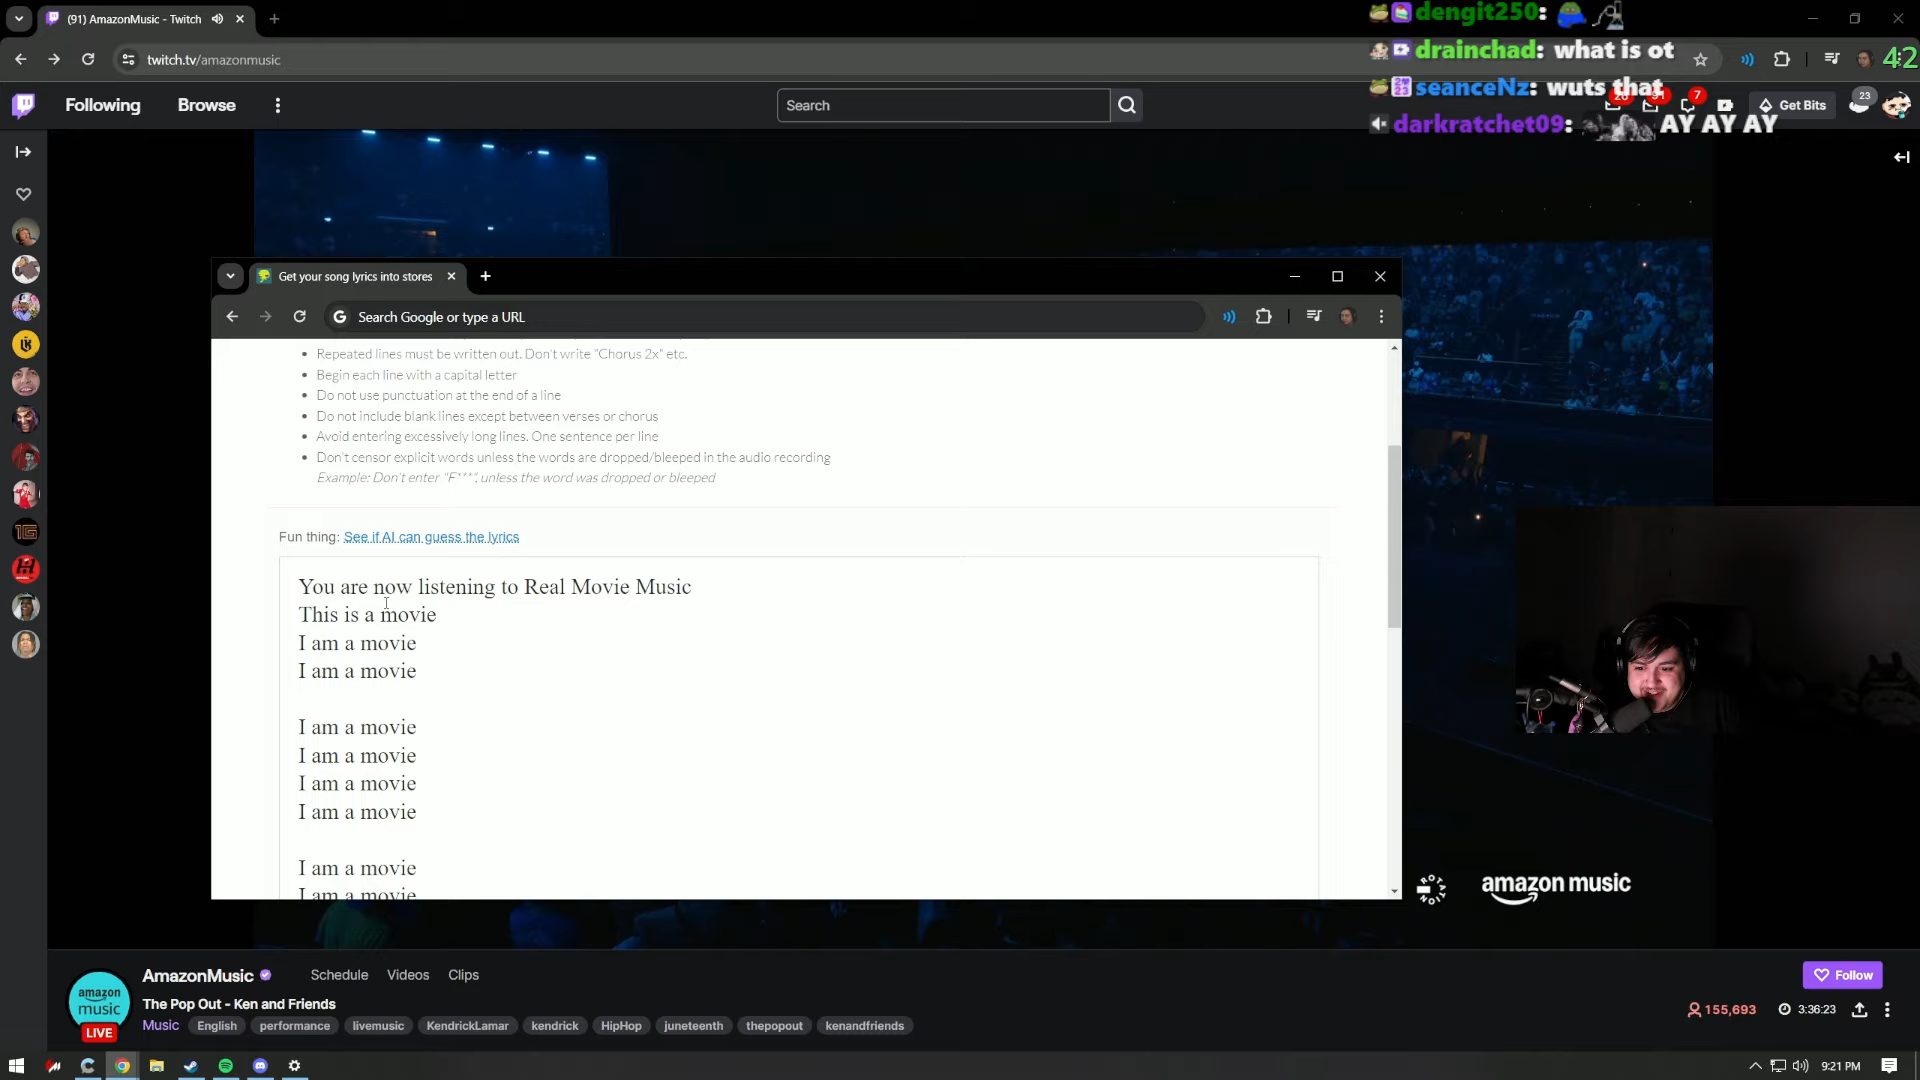 (91) AmazonMusic - Twitch
twitch.tv/amazonmusic
dengit250:
drainchad: what is ot
seanceNz: wuts that
darkratchet09: AY AY AY
42
Following
Browse
Search
7
Get Bits
23
Get your song lyrics into stores
Search Google or type a URL
Repeated lines must be written out. Don't write "Chorus 2x" etc.
Begin each line with a capital letter
Do not use punctuation at the end of a line
Do not include blank lines except between verses or chorus
Avoid entering excessively long lines. One sentence per line
Don't censor explicit words unless the words are dropped/bleeped in the audio recording
Example: Don't enter "F***", unless the word was dropped or bleeped
Fun thing: See if AI can guess the lyrics
You are now listening to Real Movie Music
This is a movie
I am a movie
I am a movie
I am a movie
I am a movie
I am a movie
I am a movie
I am a movie
I am a movie
ROTATION
amazon music
amazon music
LIVE
AmazonMusic
Schedule
Videos
Clips
Follow
The Pop Out - Ken and Friends
Music
English
performance
livemusic
KendrickLamar
kendrick
HipHop
juneteenth
thepopout
kenandfriends
155,693
3:36:23
9:21 PM